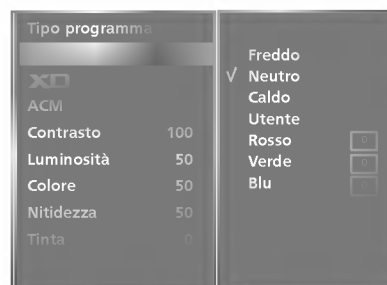 Tipo programma
XD
ACM
Contrasto 100
Luminosità 50
Colore 50
Nitidezza 50
Tinta 0
Freddo
√ Neutro
Caldo
Utente
Rosso 0
Verde 0
Blu 0